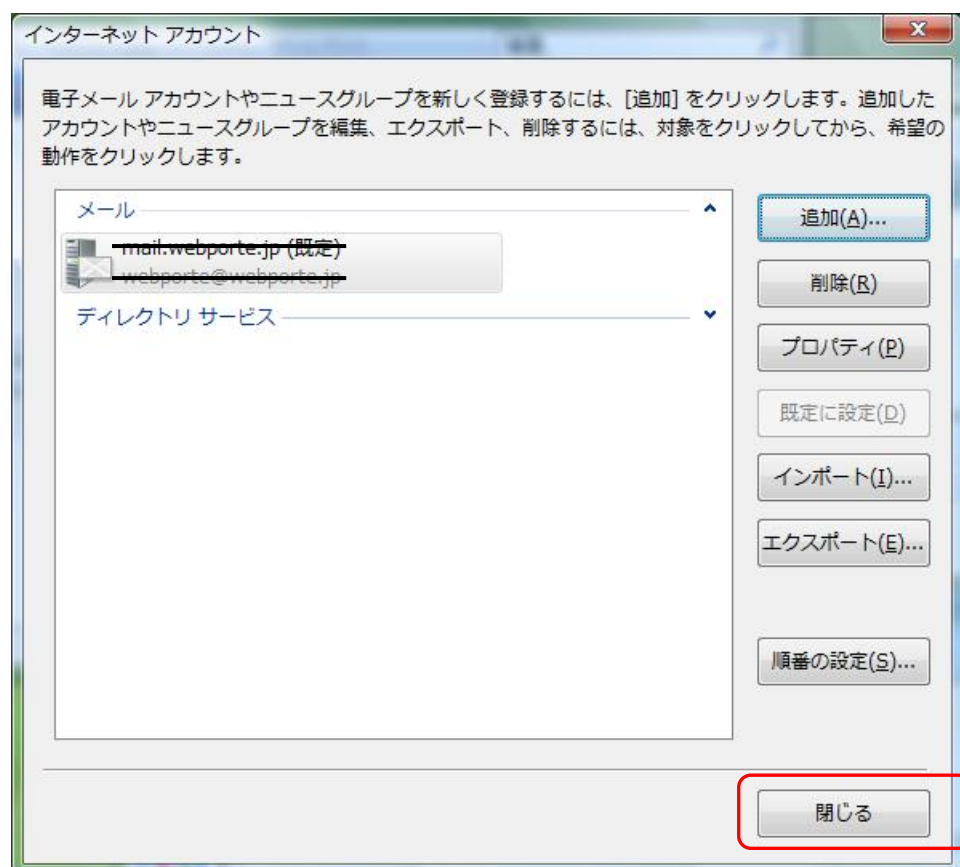 インターネット アカウント
電子メール アカウントやニュースグループを新しく登録するには、[追加] をクリックします。追加した
アカウントやニュースグループを編集、エクスポート、削除するには、対象をクリックしてから、希望の
動作をクリックします。
メール
mail.webporte.jp (既定)
webporte@webporte.jp
ディレクトリ サービス
追加(A)...
削除(R)
プロパティ(P)
既定に設定(D)
インポート(I)...
エクスポート(E)...
順番の設定(S)...
閉じる